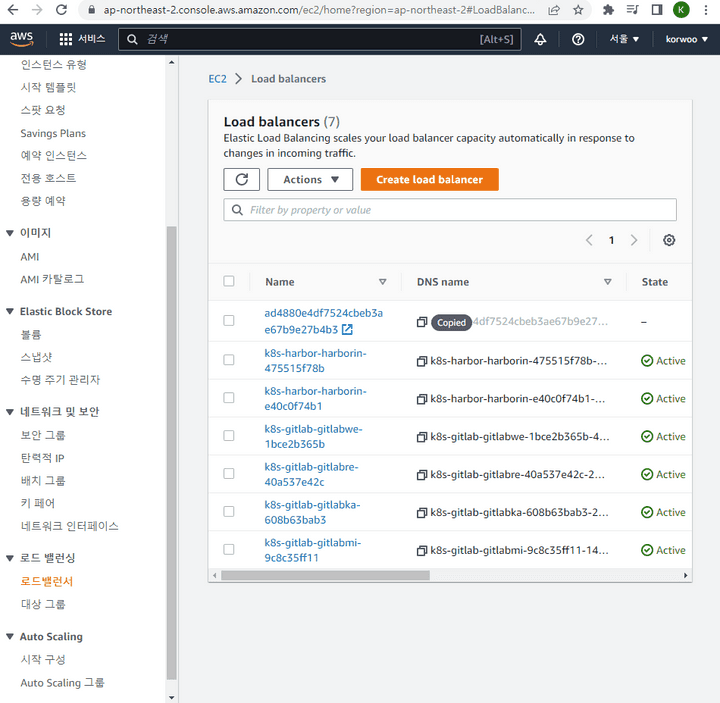 ap-northeast-2.console.aws.amazon.com/ec2/home?region=ap-northeast-2#LoadBalanc...
K
aws
서비스
검색
[Alt+S]
서울
korwoo
인스턴스 유형
시작 템플릿
스팟 요청
Savings Plans
예약 인스턴스
전용 호스트
용량 예약
이미지
AMI
AMI 카탈로그
Elastic Block Store
볼륨
스냅샷
수명 주기 관리자
네트워크 및 보안
보안 그룹
탄력적 IP
배치 그룹
키 페어
네트워크 인터페이스
로드 밸런싱
로드밸런서
대상 그룹
Auto Scaling
시작 구성
Auto Scaling 그룹
EC2 > Load balancers
Load balancers (7)
Elastic Load Balancing scales your load balancer capacity automatically in response to
changes in incoming traffic.
Actions
Create load balancer
Filter by property or value
1
Name DNS name State
ad4880e4df7524cbeb3a
e67b9e27b4b3
Copied 4df7524cbeb3ae67b9e27...
–
k8s-harbor-harborin-
475515f78b
k8s-harbor-harborin-475515f78b-...
Active
k8s-harbor-harborin-
e40c0f74b1
k8s-harbor-harborin-e40c0f74b1-...
Active
k8s-gitlab-gitlabwe-
1bce2b365b
k8s-gitlab-gitlabwe-1bce2b365b-4...
Active
k8s-gitlab-gitlabre-
40a537e42c
k8s-gitlab-gitlabre-40a537e42c-2...
Active
k8s-gitlab-gitlabka-
608b63bab3
k8s-gitlab-gitlabka-608b63bab3-2...
Active
k8s-gitlab-gitlabmi-
9c8c35ff11
k8s-gitlab-gitlabmi-9c8c35ff11-14...
Active